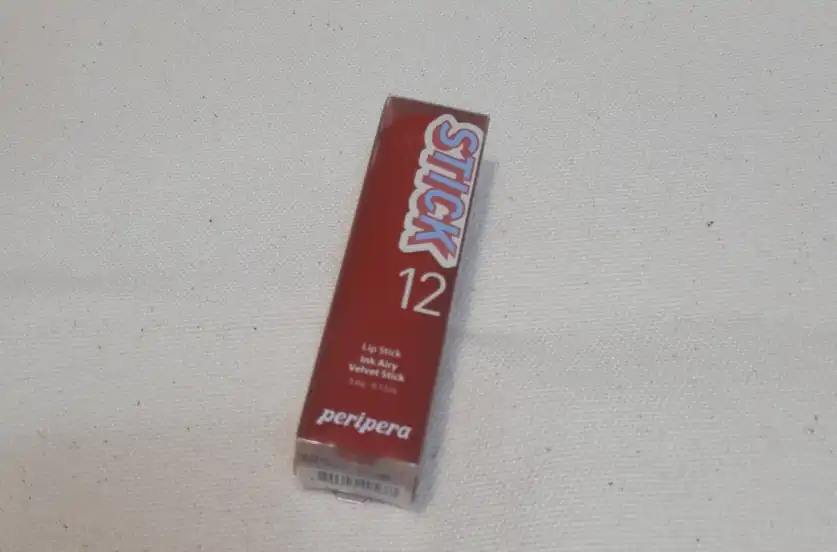 STICK
12
Lip Stick
Ink Airy
Velvet Stick
peripera